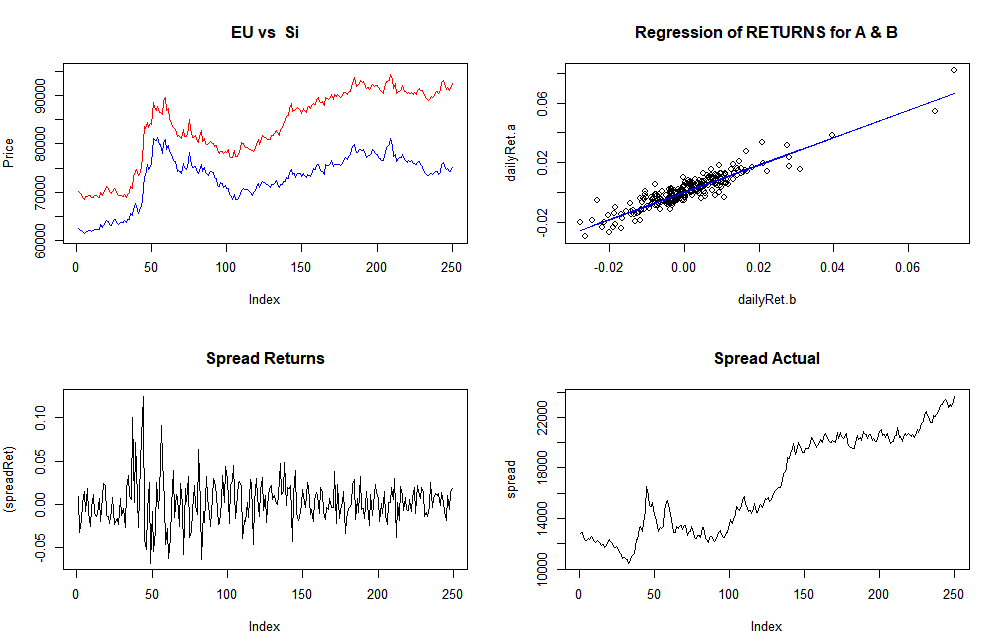 EU vs  Si
Price
60000 70000 80000 90000
0 50 100 150 200 250
Index
Regression of RETURNS for A & B
dailyRet.a
-0.02 0.02 0.06
-0.02 0.00 0.02 0.04 0.06
dailyRet.b
Spread Returns
(spreadRet)
-0.05 0.00 0.05 0.10
0 50 100 150 200 250
Index
Spread Actual
spread
10000 14000 18000 22000
0 50 100 150 200 250
Index